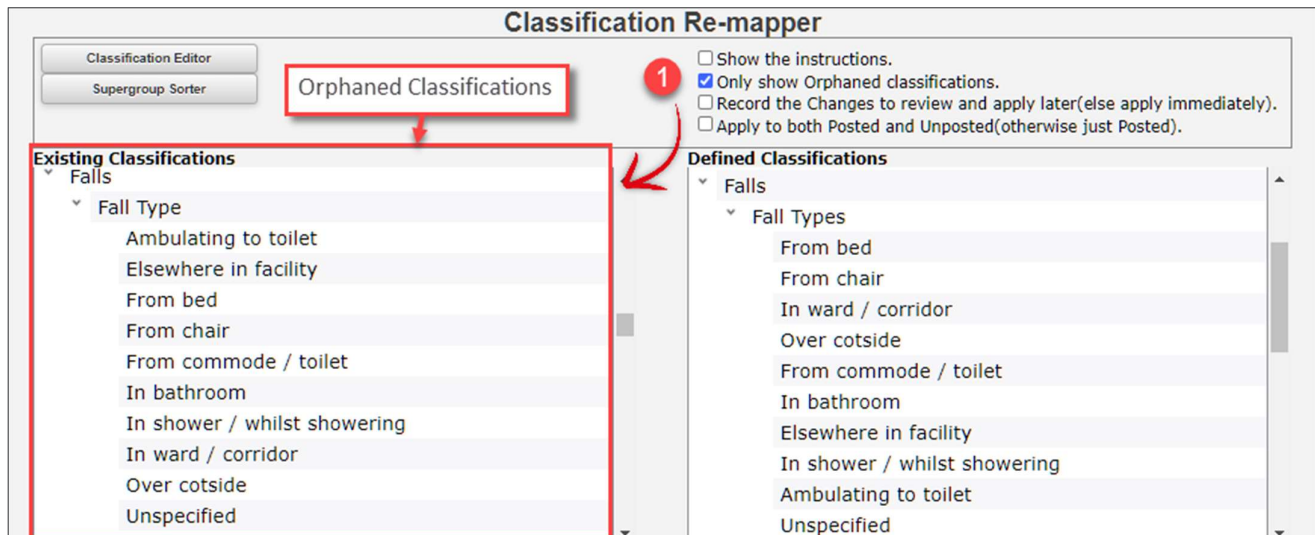 Classification Re-mapper
Classification Editor
Supergroup Sorter
Orphaned Classifications
1
Show the instructions.
Only show Orphaned classifications.
Record the Changes to review and apply later(else apply immediately).
Apply to both Posted and Unposted(otherwise just Posted).
Existing Classifications
Falls
Fall Type
Ambulating to toilet
Elsewhere in facility
From bed
From chair
From commode / toilet
In bathroom
In shower / whilst showering
In ward / corridor
Over cotside
Unspecified
Defined Classifications
Falls
Fall Types
From bed
From chair
In ward / corridor
Over cotside
From commode / toilet
In bathroom
Elsewhere in facility
In shower / whilst showering
Ambulating to toilet
Unspecified